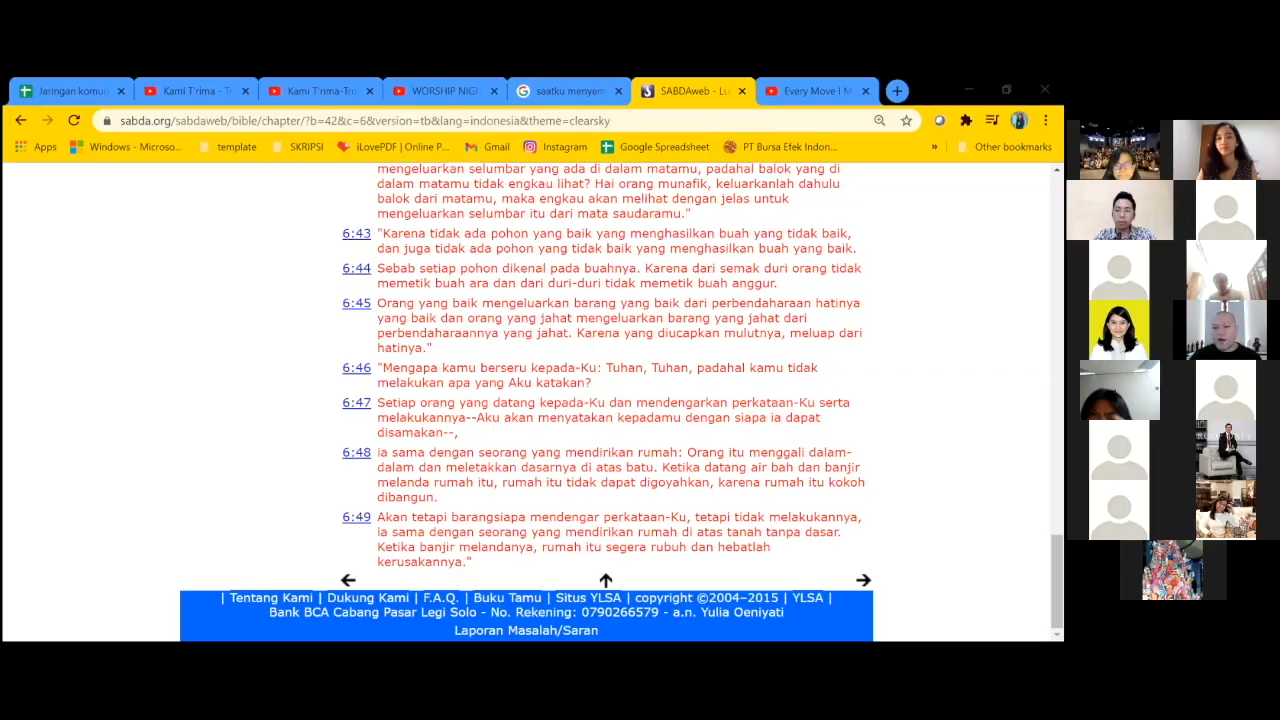 Jaringan komun
Kami T'rima - Tr
Kami T'rima-Tru
WORSHIP NIGH
saatku menyem
SABDAweb - Lu
Every Move I M
sabda.org/sabdaweb/bible/chapter/?b=42&c=6&version=tb&lang=indonesia&theme=clearsky
Apps
Windows - Microso...
template
SKRIPSI
iLovePDF | Online P...
Gmail
Instagram
Google Spreadsheet
PT Bursa Efek Indon...
»
Other bookmarks
mengeluarkan selumbar yang ada di dalam matamu, padahal balok yang di
dalam matamu tidak engkau lihat? Hai orang munafik, keluarkanlah dahulu
balok dari matamu, maka engkau akan melihat dengan jelas untuk
mengeluarkan selumbar itu dari mata saudaramu."
6:43 "Karena tidak ada pohon yang baik yang menghasilkan buah yang tidak baik,
dan juga tidak ada pohon yang tidak baik yang menghasilkan buah yang baik.
6:44 Sebab setiap pohon dikenal pada buahnya. Karena dari semak duri orang tidak
memetik buah ara dan dari duri-duri tidak memetik buah anggur.
6:45 Orang yang baik mengeluarkan barang yang baik dari perbendaharaan hatinya
yang baik dan orang yang jahat mengeluarkan barang yang jahat dari
perbendaharaannya yang jahat. Karena yang diucapkan mulutnya, meluap dari
hatinya."
6:46 "Mengapa kamu berseru kepada-Ku: Tuhan, Tuhan, padahal kamu tidak
melakukan apa yang Aku katakan?
6:47 Setiap orang yang datang kepada-Ku dan mendengarkan perkataan-Ku serta
melakukannya--Aku akan menyatakan kepadamu dengan siapa ia dapat
disamakan--,
6:48 ia sama dengan seorang yang mendirikan rumah: Orang itu menggali dalam-
dalam dan meletakkan dasarnya di atas batu. Ketika datang air bah dan banjir
melanda rumah itu, rumah itu tidak dapat digoyahkan, karena rumah itu kokoh
dibangun.
6:49 Akan tetapi barangsiapa mendengar perkataan-Ku, tetapi tidak melakukannya,
ia sama dengan seorang yang mendirikan rumah di atas tanah tanpa dasar.
Ketika banjir melandanya, rumah itu segera rubuh dan hebatlah
kerusakannya."
| Tentang Kami | Dukung Kami | F.A.Q. | Buku Tamu | Situs YLSA | copyright ©2004–2015 | YLSA |
Bank BCA Cabang Pasar Legi Solo - No. Rekening: 0790266579 - a.n. Yulia Oeniyati
Laporan Masalah/Saran